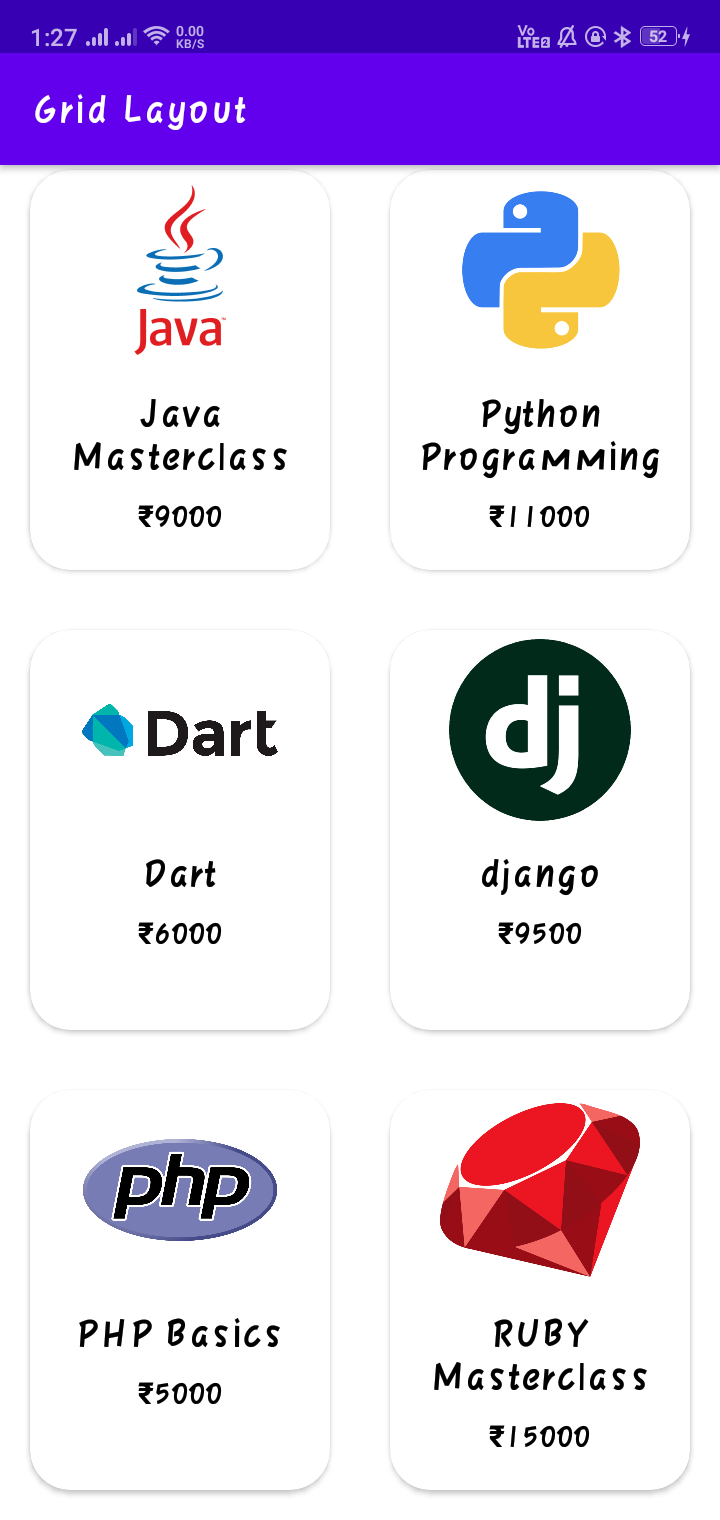 1:27 0.00 KB/S Vo LTE2 52
Grid Layout
Java
Java Masterclass
₹9000
Python Programming
₹11000
Dart
Dart
₹6000
dj
django
₹9500
php
PHP Basics
₹5000
RUBY Masterclass
₹15000